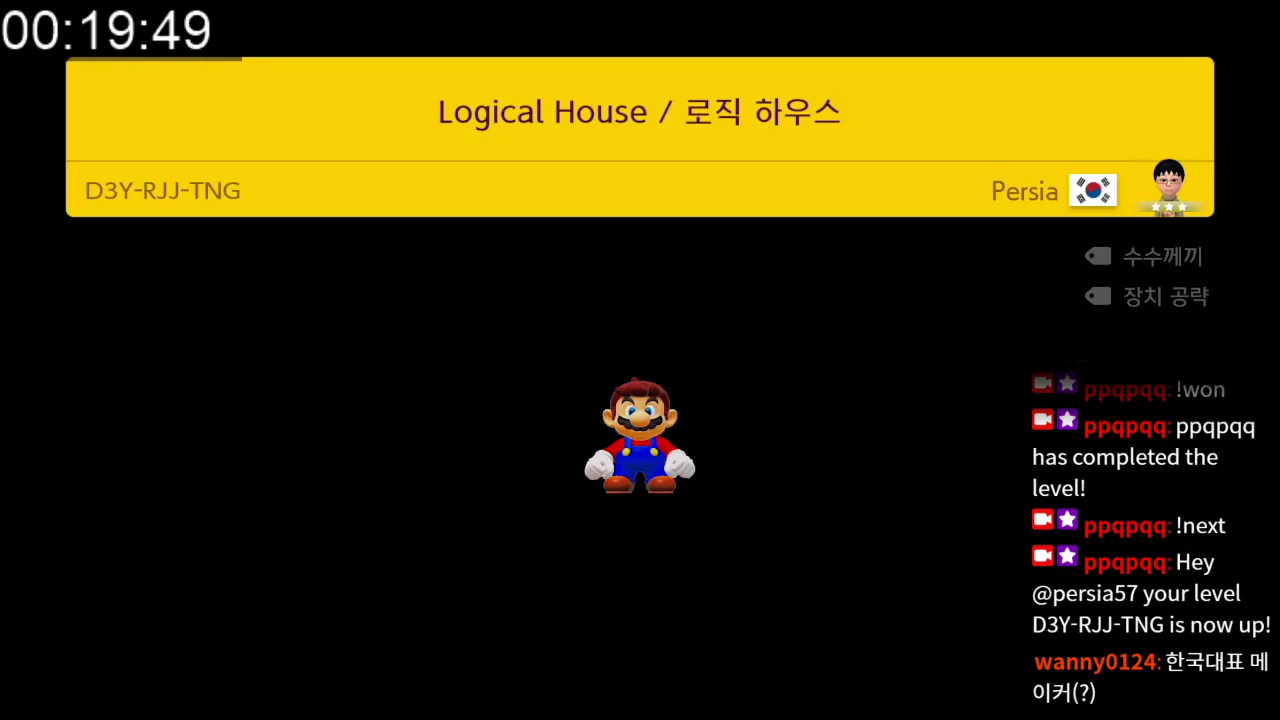 00:19:49
Logical House / 로직 하우스
D3Y-RJJ-TNG
Persia
수수께끼
장치 공략
ppqpqq: !won
ppqpqq: ppqpqq
has completed the
level!
ppqpqq: !next
ppqpqq: Hey
@persia57 your level
D3Y-RJJ-TNG is now up!
wanny0124: 한국대표 메
이커(?)